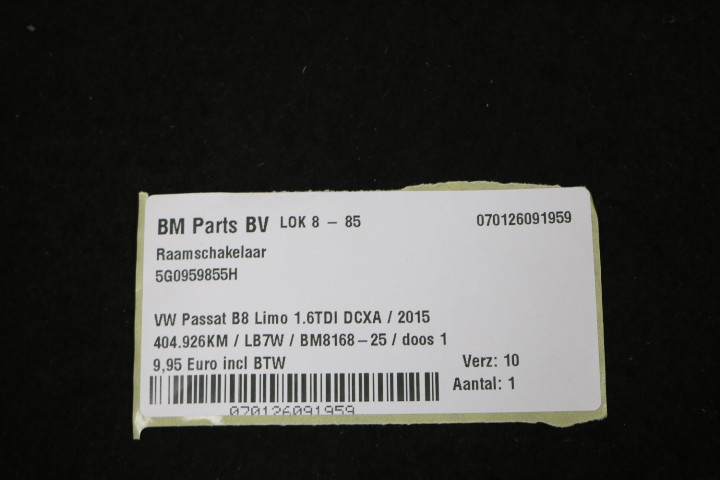 BM Parts BV LOK 8 – 85 070126091959
Raamschakelaar
5G0959855H
VW Passat B8 Limo 1.6TDI DCXA / 2015
404.926KM / LB7W / BM8168–25 / doos 1
9,95 Euro incl BTW Verz: 10
Aantal: 1
070126091959